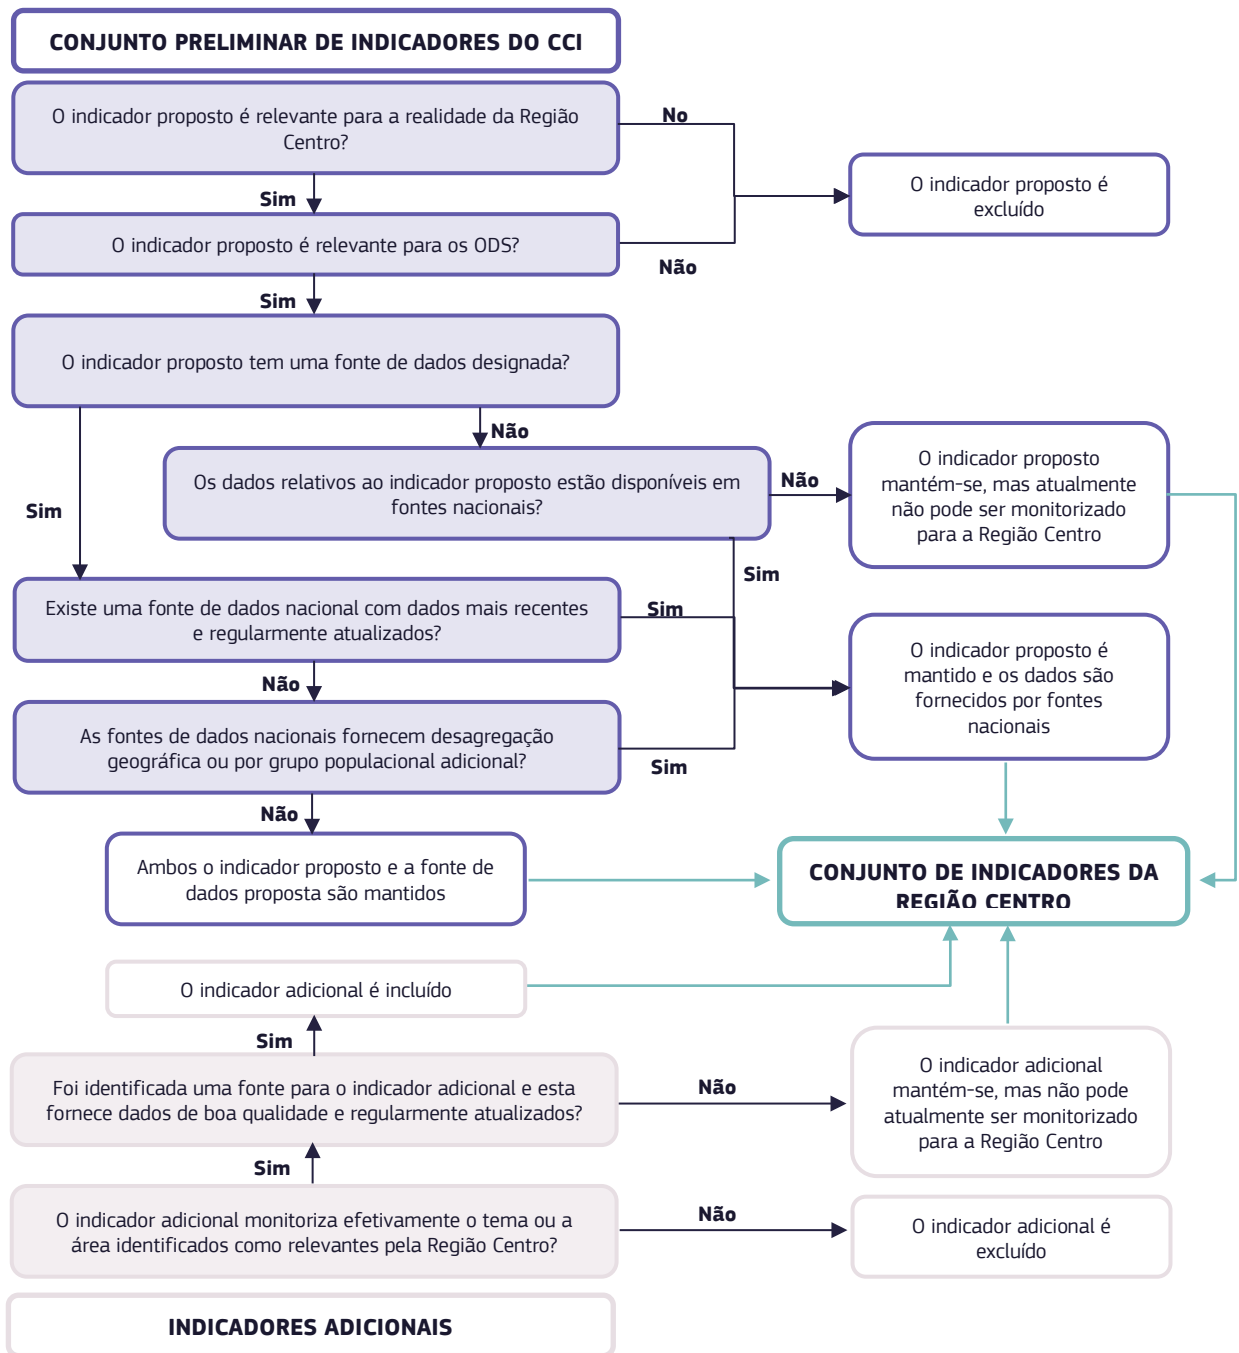 CONJUNTO PRELIMINAR DE INDICADORES DO CCI
O indicador proposto é relevante para a realidade da Região
Centro?
No
O indicador proposto é
excluído
Sim
O indicador proposto é relevante para os ODS?
Não
Sim
O indicador proposto tem uma fonte de dados designada?
Não
Sim
Os dados relativos ao indicador proposto estão disponíveis em
fontes nacionais?
Não
O indicador proposto
mantém-se, mas atualmente
não pode ser monitorizado
para a Região Centro
Sim
Existe uma fonte de dados nacional com dados mais recentes
e regularmente atualizados?
Sim
O indicador proposto é
mantido e os dados são
fornecidos por fontes
nacionais
Não
As fontes de dados nacionais fornecem desagregação
geográfica ou por grupo populacional adicional?
Sim
Não
Ambos o indicador proposto e a fonte de
dados proposta são mantidos
CONJUNTO DE INDICADORES DA
REGIÃO CENTRO
O indicador adicional é incluído
Sim
Foi identificada uma fonte para o indicador adicional e esta
fornece dados de boa qualidade e regularmente atualizados?
Não
O indicador adicional
mantém-se, mas não pode
atualmente ser monitorizado
para a Região Centro
Sim
O indicador adicional monitoriza efetivamente o tema ou a
área identificados como relevantes pela Região Centro?
Não
O indicador adicional é
excluído
INDICADORES ADICIONAIS